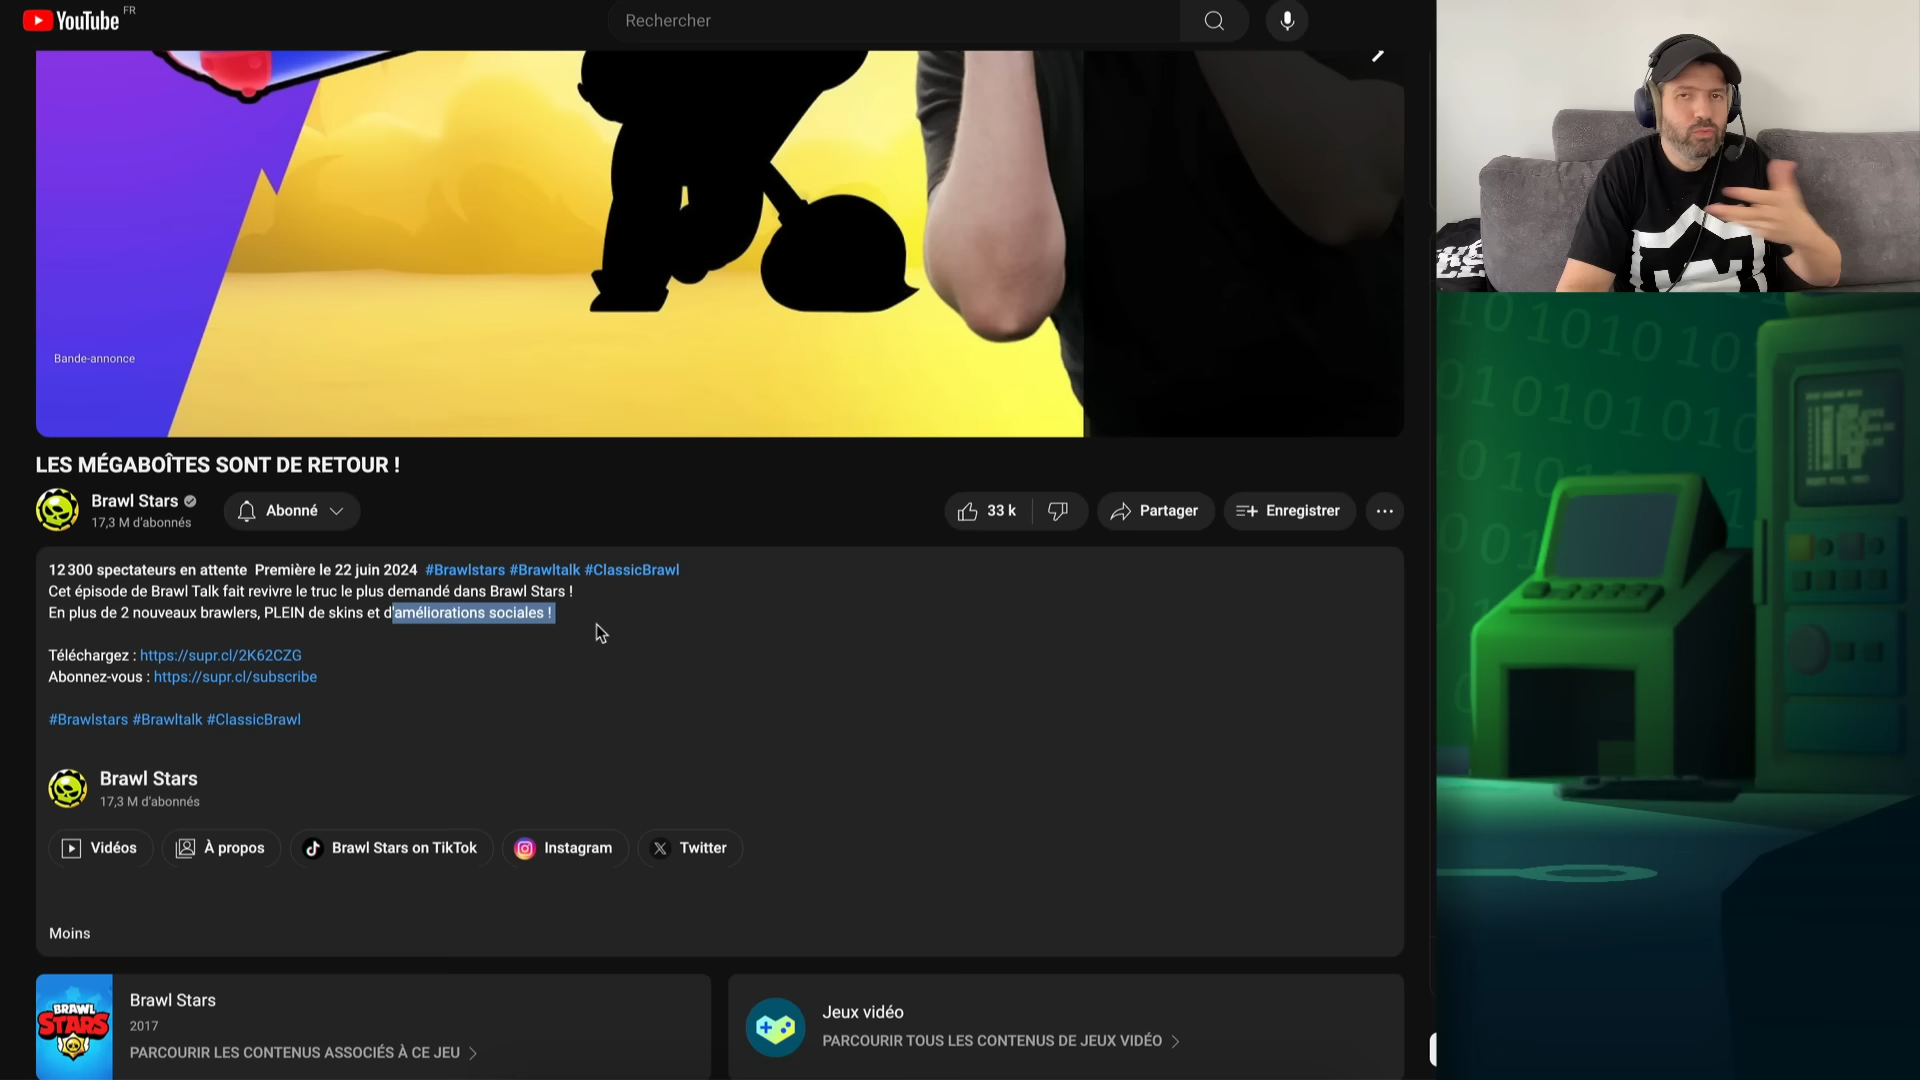 YouTube FR
Rechercher
Bande-annonce
LES MÉGABOÎTES SONT DE RETOUR !
Brawl Stars
17,3 M d'abonnés
Abonné
33 k
Partager
Enregistrer
12 300 spectateurs en attente Première le 22 juin 2024 #Brawlstars #Brawltalk #ClassicBrawl
Cet épisode de Brawl Talk fait revivre le truc le plus demandé dans Brawl Stars !
En plus de 2 nouveaux brawlers, PLEIN de skins et d'améliorations sociales !
Téléchargez : https://supr.cl/2K62CZG
Abonnez-vous : https://supr.cl/subscribe
#Brawlstars #Brawltalk #ClassicBrawl
Brawl Stars
17,3 M d'abonnés
Vidéos
À propos
Brawl Stars on TikTok
Instagram
Twitter
Moins
BRAWL
STARS
Brawl Stars
2017
PARCOURIR LES CONTENUS ASSOCIÉS À CE JEU
Jeux vidéo
PARCOURIR TOUS LES CONTENUS DE JEUX VIDÉO